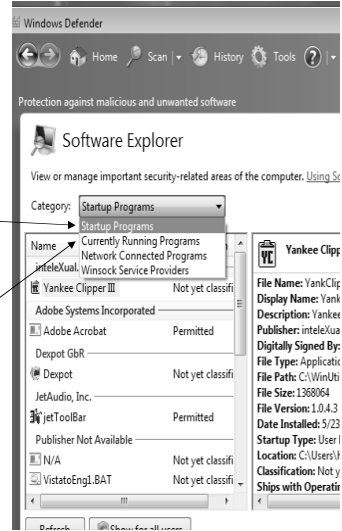 Windows Defender
Home Scan History Tools
Protection against malicious and unwanted software
Software Explorer
View or manage important security-related areas of the computer. Using
Category: Startup Programs
Startup Programs
Currently Running Programs
Network Connected Programs
Winsock Service Providers
Name
inteleXual
Yankee Clipper III Not yet classifi
Adobe Systems Incorporated
Adobe Acrobat Permitted
Dexpot GbR
Dexpot Not yet classifi
JetAudio, Inc.
jetToolBar Permitted
Publisher Not Available
N/A Not yet classifi
VistatoEng1.BAT Not yet classifi
Refresh Show for all users
YC Yankee Clipp
File Name: YankClip
Display Name: Yank
Description: Yankee
Publisher: inteleXua
Digitally Signed By:
File Type: Applicatio
File Path: C:\WinUti
File Size: 1368064
File Version: 1.0.4.3
Date Installed: 5/23
Startup Type: User
Location: C:\Users\
Classification: Not y
Ships with Operatin